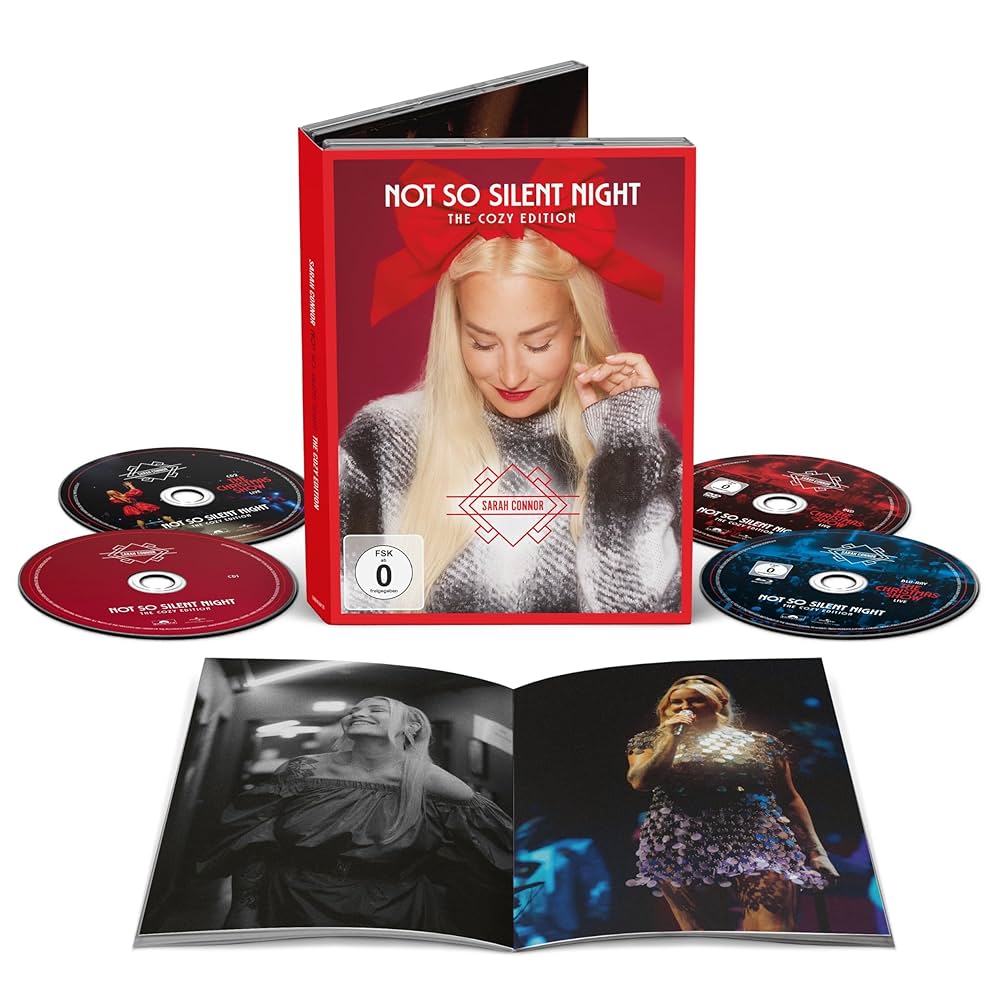 NOT SO SILENT NIGHT
THE COZY EDITION
SARAH CONNOR
FSK
ab
0
freigegeben
SARAH CONNOR NOT SO SILENT NIGHT THE COZY EDITION
SARAH CONNOR
CD2
THE
CHRISTMAS
SHOW
LIVE
NOT SO SILENT NIGHT
THE COZY EDITION
SARAH CONNOR
CD1
NOT SO SILENT NIGHT
THE COZY EDITION
SARAH CONNOR
0
DVD
THE
CHRISTMAS
SHOW
LIVE
NOT SO SILENT NIGHT
THE COZY EDITION
SARAH CONNOR
0
BLU-RAY
THE
CHRISTMAS
SHOW
LIVE
NOT SO SILENT NIGHT
THE COZY EDITION